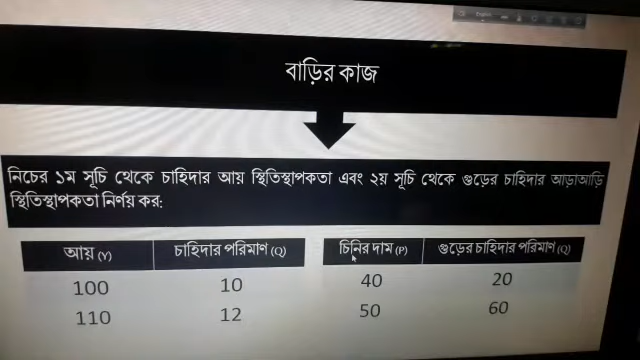 বাড়ির কাজ
নিচের ১ম সূচি থেকে চাহিদার আয় স্থিতিস্থাপকতা এবং ২য় সূচি থেকে গুড়ের চাহিদার আড়াআড়ি
স্থিতিস্থাপকতা নির্ণয় কর:
আয় (Y) চাহিদার পরিমাণ (Q) চিনির দাম (P) গুড়ের চাহিদার পরিমাণ (Q)
100 10 40 20
110 12 50 60